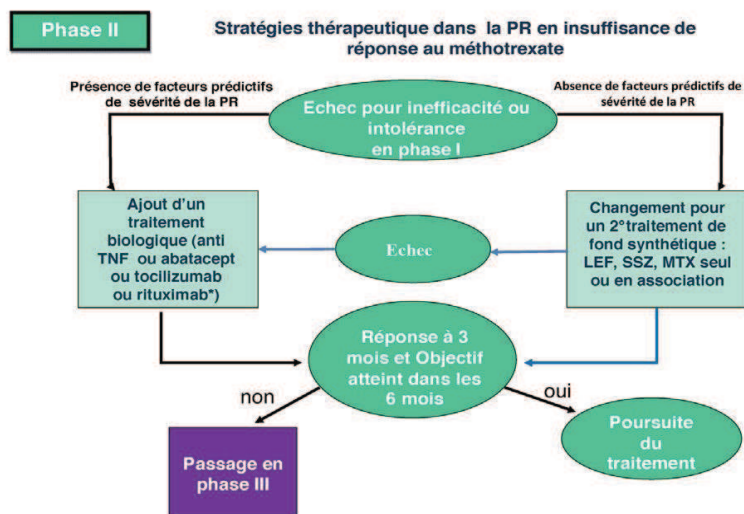 Phase II
Stratégies thérapeutique dans la PR en insuffisance de
réponse au méthotrexate
Présence de facteurs prédictifs
de sévérité de la PR
Absence de facteurs prédictifs de
sévérité de la PR
Echec pour inefficacité ou
intolérance
en phase I
Ajout d'un
traitement
biologique (anti
TNF ou abatacept
ou tocilizumab
ou rituximab*)
Echec
Changement pour
un 2°traitement de
fond synthétique :
LEF, SSZ, MTX seul
ou en association
Réponse à 3
mois et Objectif
atteint dans les
6 mois
non
oui
Passage en
phase III
Poursuite
du
traitement